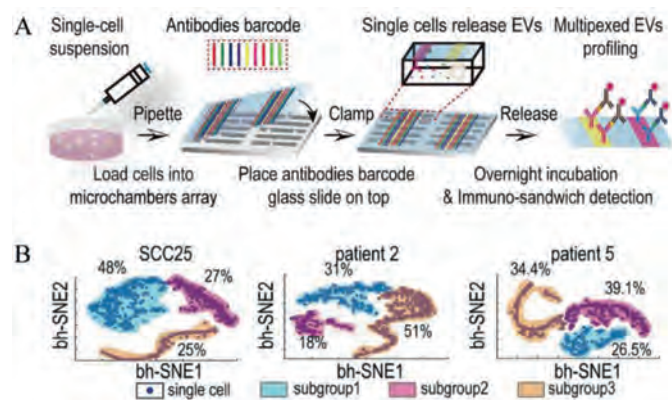 A
Single-cell
suspension
Antibodies barcode
Single cells release EVs
Multipexed EVs
profiling
Pipette
Clamp
Release
Load cells into
microchambers array
Place antibodies barcode
glass slide on top
Overnight incubation
& Immuno-sandwich detection
B
SCC25
patient 2
patient 5
48%
27%
25%
bh-SNE2
bh-SNE1
31%
18%
51%
bh-SNE2
bh-SNE1
34.4%
39.1%
26.5%
bh-SNE2
bh-SNE1
single cell
subgroup1
subgroup2
subgroup3